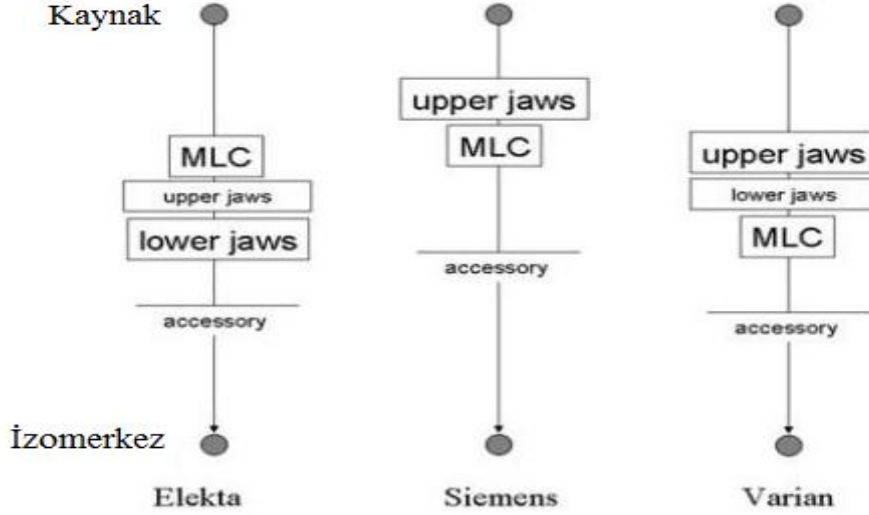 Kaynak
MLC
upper jaws
lower jaws
accessory
İzomerkez
Elekta
upper jaws
MLC
accessory
Siemens
upper jaws
lower jaws
MLC
accessory
Varian